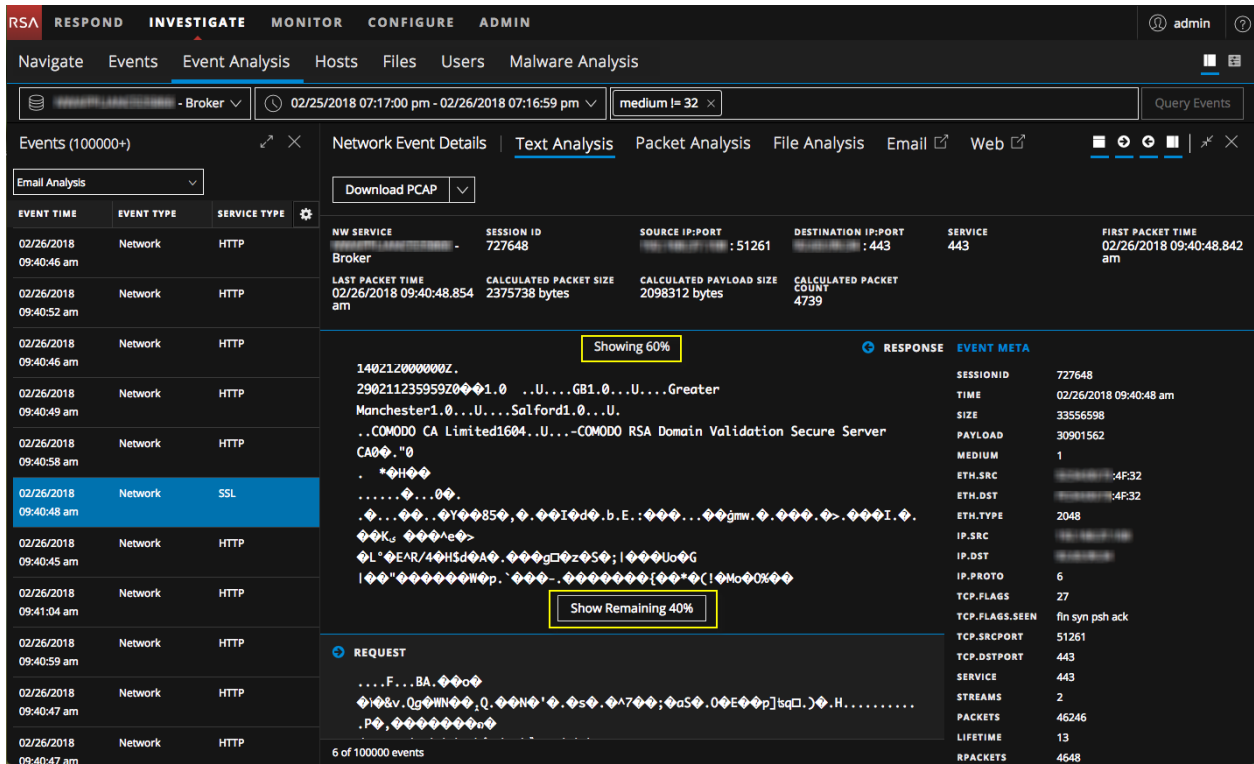 RSA RESPOND INVESTIGATE MONITOR CONFIGURE ADMIN admin ?
Navigate Events Event Analysis Hosts Files Users Malware Analysis
- Broker 02/25/2018 07:17:00 pm - 02/26/2018 07:16:59 pm medium != 32 × Query Events
Events (100000+)
Email Analysis
EVENT TIME EVENT TYPE SERVICE TYPE
02/26/2018 Network HTTP
09:40:46 am
02/26/2018 Network HTTP
09:40:52 am
02/26/2018 Network HTTP
09:40:46 am
02/26/2018 Network HTTP
09:40:49 am
02/26/2018 Network HTTP
09:40:58 am
02/26/2018 Network SSL
09:40:48 am
02/26/2018 Network HTTP
09:40:45 am
02/26/2018 Network HTTP
09:41:04 am
02/26/2018 Network HTTP
09:40:59 am
02/26/2018 Network HTTP
09:40:47 am
02/26/2018 Network HTTP
09:40:47 am
Network Event Details | Text Analysis Packet Analysis File Analysis Email Web
Download PCAP
NW SERVICE SESSION ID SOURCE IP:PORT DESTINATION IP:PORT SERVICE FIRST PACKET TIME
- 727648 : 51261 : 443 443 02/26/2018 09:40:48.842
Broker am
LAST PACKET TIME CALCULATED PACKET SIZE CALCULATED PAYLOAD SIZE CALCULATED PACKET COUNT
02/26/2018 09:40:48.854 2375738 bytes 2098312 bytes 4739
am
Showing 60%
RESPONSE
140212000000Z.
290211235959Z0��1.0 ..U....GB1.0...U....Greater
Manchester1.0...U....Salford1.0...U.
..COMODO CA Limited1604..U...-COMODO RSA Domain Validation Secure Server
CA0�."0
. *�H��
......�...0�.
Show Remaining 40%
REQUEST
....F...BA.��o�
6 of 100000 events
EVENT META
SESSIONID 727648
TIME 02/26/2018 09:40:48 am
SIZE 33556598
PAYLOAD 30901562
MEDIUM 1
ETH.SRC :4F:32
ETH.DST :4F:32
ETH.TYPE 2048
IP.SRC
IP.DST
IP.PROTO 6
TCP.FLAGS 27
TCP.FLAGS.SEEN fin syn psh ack
TCP.SRCPORT 51261
TCP.DSTPORT 443
SERVICE 443
STREAMS 2
PACKETS 46246
LIFETIME 13
RPACKETS 4648